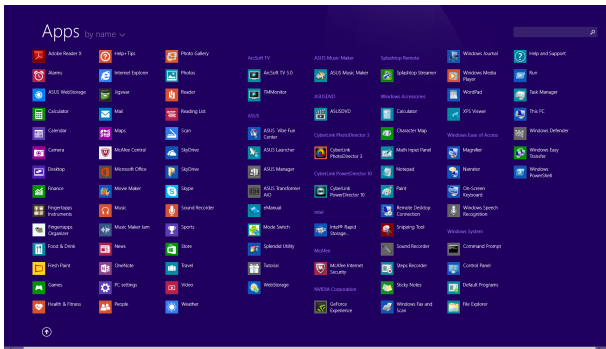 Apps by name
Adobe Reader X
Alarms
ASUS WebStorage
Calculator
Calendar
Camera
Desktop
Finance
Fingertapps
Instruments
Fingertapps
Organizer
Food & Drink
Fresh Paint
Games
Health & Fitness
Help+Tips
Internet Explorer
Jigswar
Mail
Maps
McAfee Central
Microsoft Office
Movie Maker
Music
Music Maker Jam
News
OneNote
PC settings
People
Photo Gallery
Photos
Reader
Reading List
Scan
SkyDrive
SkyDrive
Skype
Sound Recorder
Sports
Store
Travel
Video
Weather
ArcSoft TV
ArcSoft TV 5.0
TMMonitor
ASUS
ASUS Vibe Fun
Center
ASUS Launcher
ASUS Manager
ASUS Transformer
AiO
eManual
Mode Switch
Splendid Utility
Tutorial
WebStorage
ASUS Music Maker
ASUS Music Maker
ASUSDVD
ASUSDVD
CyberLink PhotoDirector 3
CyberLink
PhotoDirector 3
CyberLink PowerDirector 10
CyberLink
PowerDirector 10
Intel
Intel® Rapid
Storage...
McAfee
McAfee Internet
Security
NVIDIA Corporation
GeForce
Experience
Splashtop Remote
Splashtop Streamer
Windows Accessories
Calculator
Character Map
Math Input Panel
Notepad
Paint
Remote Desktop
Connection
Snipping Tool
Sound Recorder
Steps Recorder
Sticky Notes
Windows Fax and
Scan
Windows Journal
Windows Media
Player
WordPad
XPS Viewer
Windows Ease of Access
Magnifier
Narrator
On-Screen
Keyboard
Windows Speech
Recognition
Windows System
Command Prompt
Control Panel
Default Programs
File Explorer
Help and Support
Run
Task Manager
This PC
Windows Defender
Windows Easy
Transfer
Windows
PowerShell